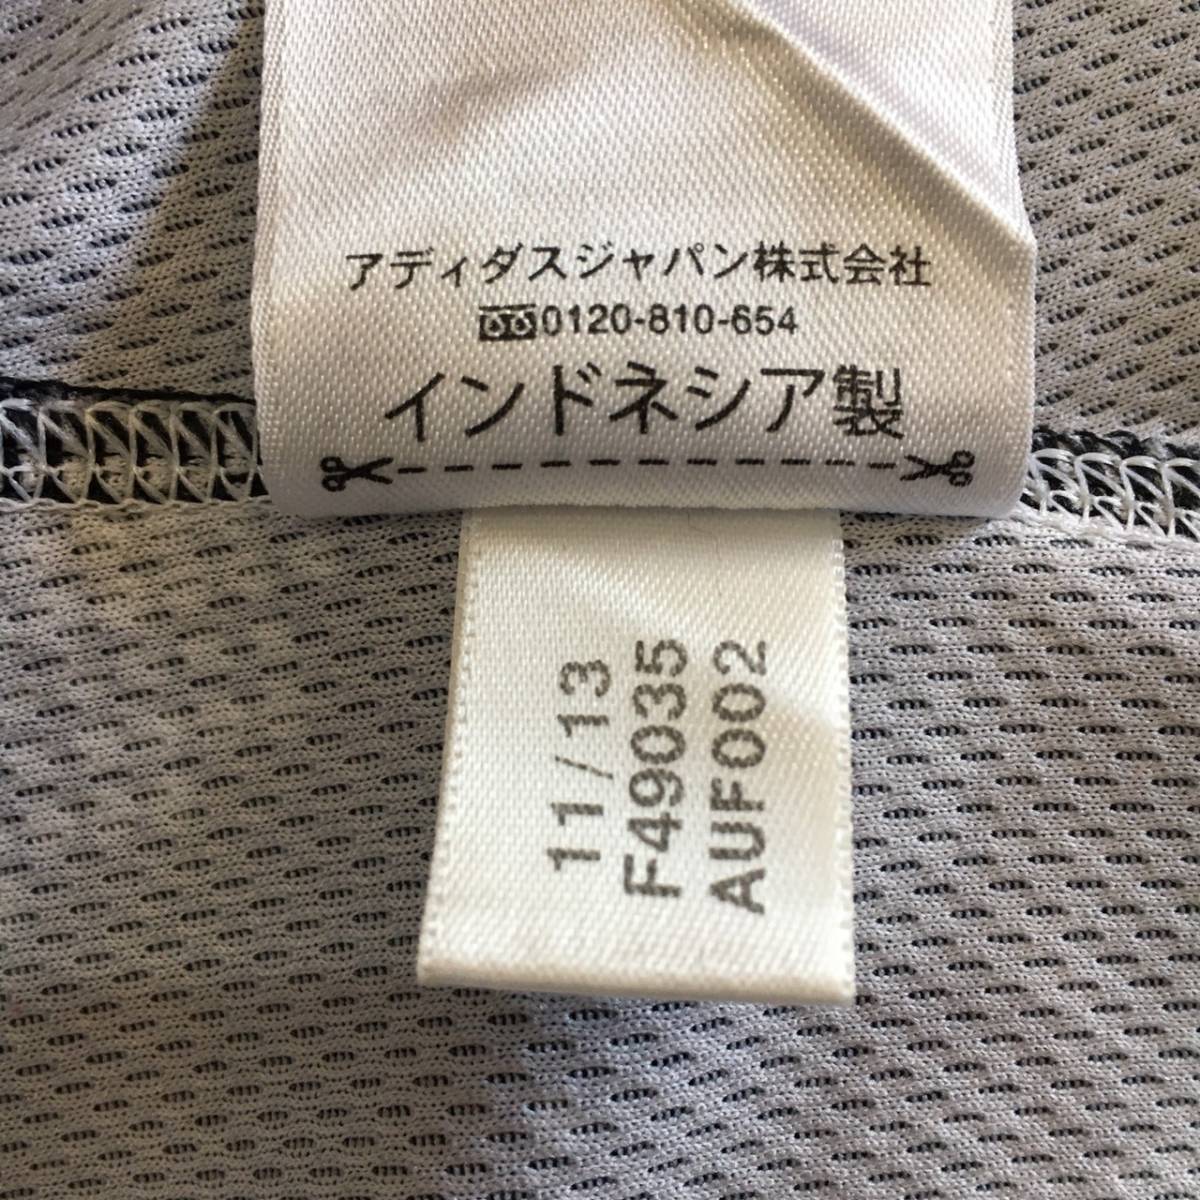 アディダスジャパン株式会社
0120-810-654
インドネシア製
11/13
F49035
AUF002